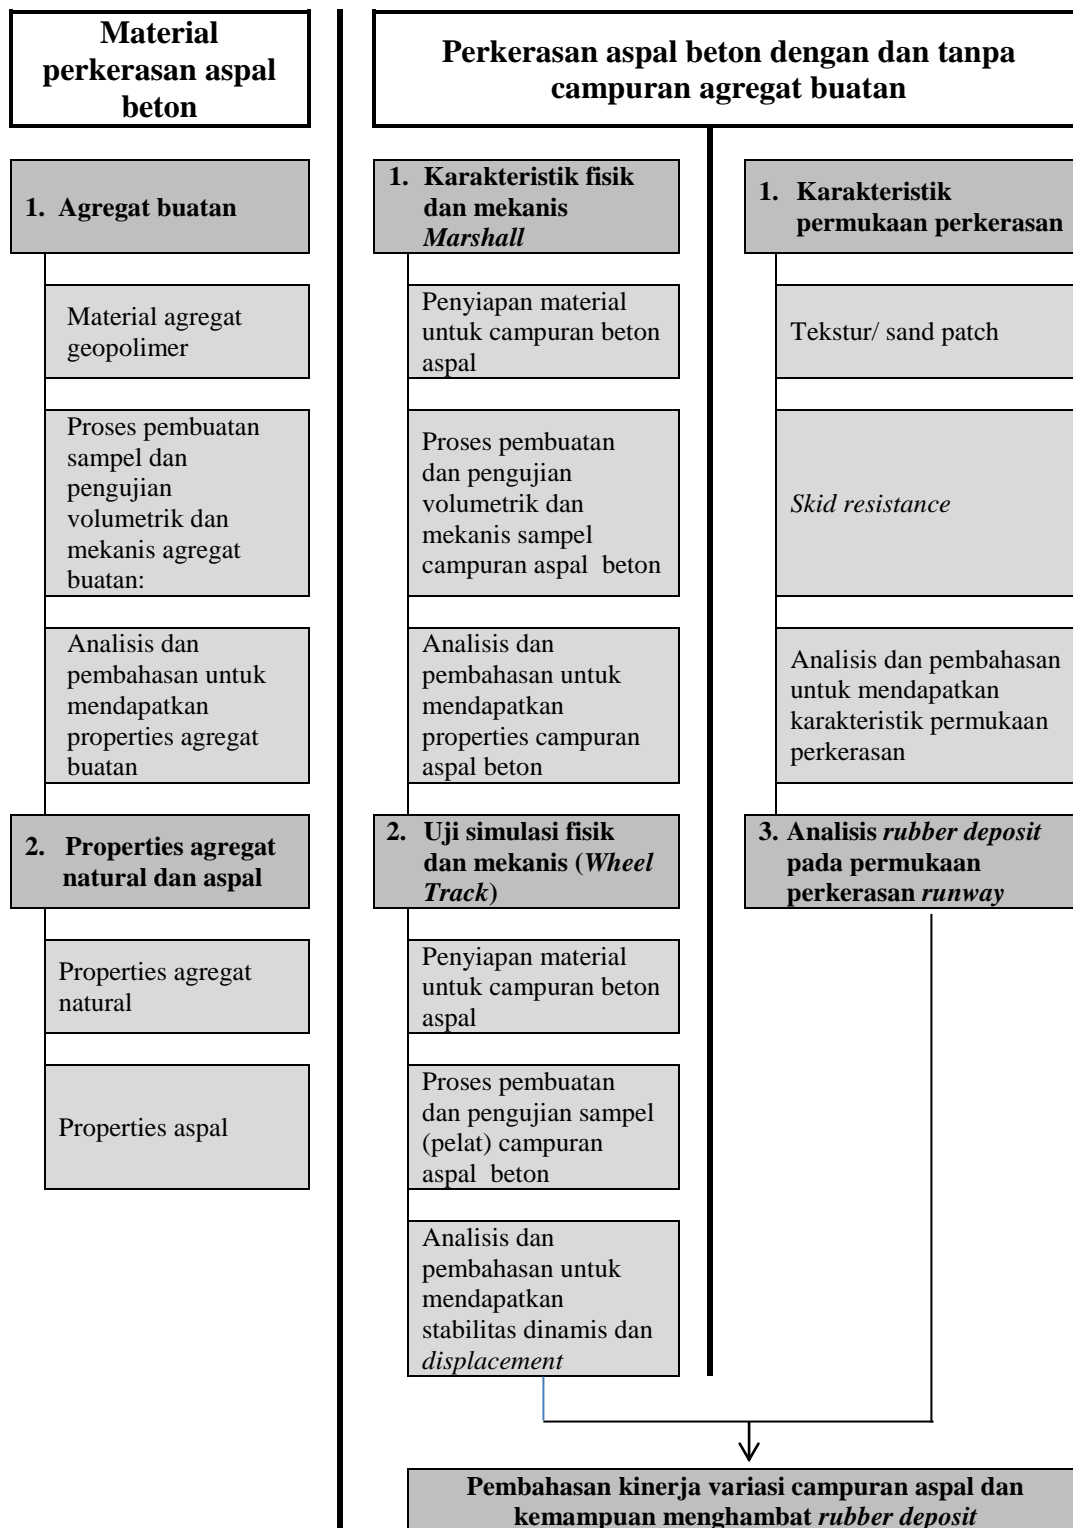 Material
perkerasan aspal
beton
Perkerasan aspal beton dengan dan tanpa
campuran agregat buatan
1. Agregat buatan
Material agregat
geopolimer
Proses pembuatan
sampel dan
pengujian
volumetrik dan
mekanis agregat
buatan:
Analisis dan
pembahasan untuk
mendapatkan
properties agregat
buatan
2. Properties agregat
natural dan aspal
Properties agregat
natural
Properties aspal
1. Karakteristik fisik
dan mekanis
Marshall
Penyiapan material
untuk campuran beton
aspal
Proses pembuatan
dan pengujian
volumetrik dan
mekanis sampel
campuran aspal beton
Analisis dan
pembahasan untuk
mendapatkan
properties campuran
aspal beton
2. Uji simulasi fisik
dan mekanis (Wheel
Track)
Penyiapan material
untuk campuran beton
aspal
Proses pembuatan
dan pengujian sampel
(pelat) campuran
aspal beton
Analisis dan
pembahasan untuk
mendapatkan
stabilitas dinamis dan
displacement
1. Karakteristik
permukaan perkerasan
Tekstur/ sand patch
Skid resistance
Analisis dan pembahasan
untuk mendapatkan
karakteristik permukaan
perkerasan
3. Analisis rubber deposit
pada permukaan
perkerasan runway
Pembahasan kinerja variasi campuran aspal dan
kemampuan menghambat rubber deposit